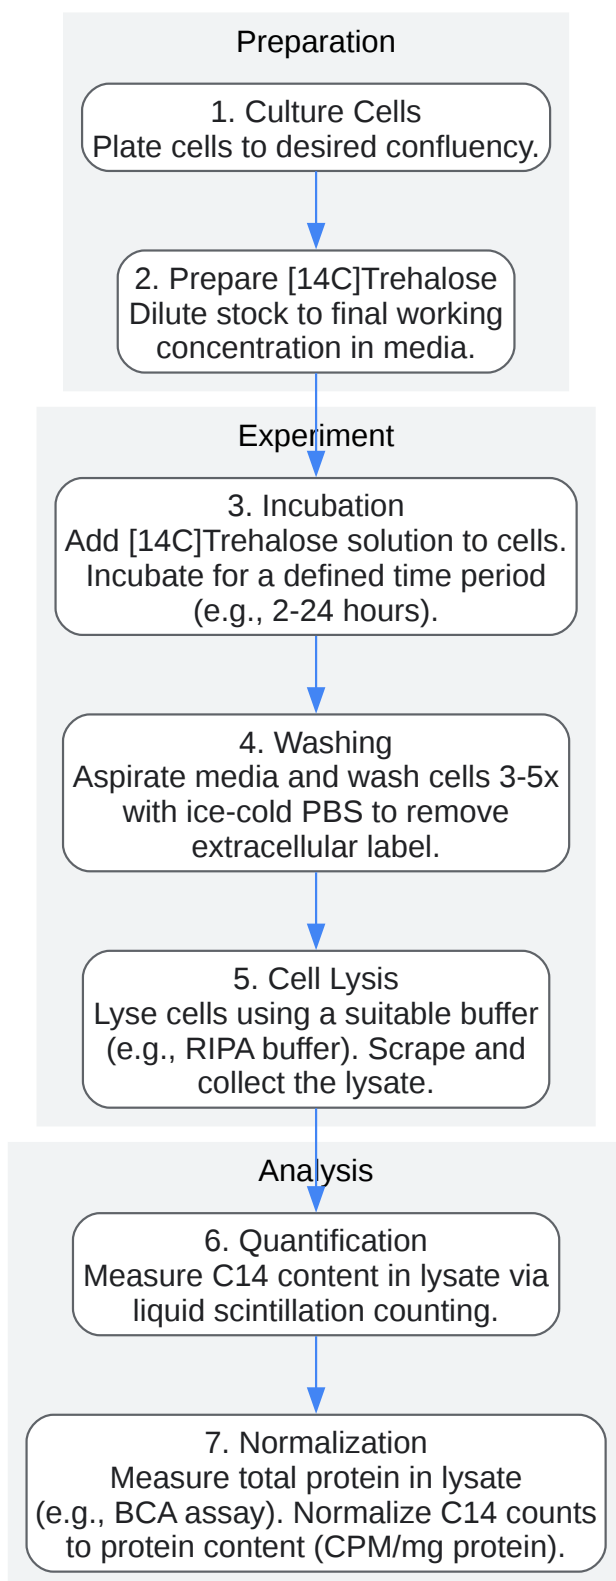 Preparation
1. Culture Cells
Plate cells to desired confluency.
2. Prepare [14C]Trehalose
Dilute stock to final working
concentration in media.
Experiment
3. Incubation
Add [14C]Trehalose solution to cells.
Incubate for a defined time period
(e.g., 2-24 hours).
4. Washing
Aspirate media and wash cells 3-5x
with ice-cold PBS to remove
extracellular label.
5. Cell Lysis
Lyse cells using a suitable buffer
(e.g., RIPA buffer). Scrape and
collect the lysate.
Analysis
6. Quantification
Measure C14 content in lysate via
liquid scintillation counting.
7. Normalization
Measure total protein in lysate
(e.g., BCA assay). Normalize C14 counts
to protein content (CPM/mg protein).